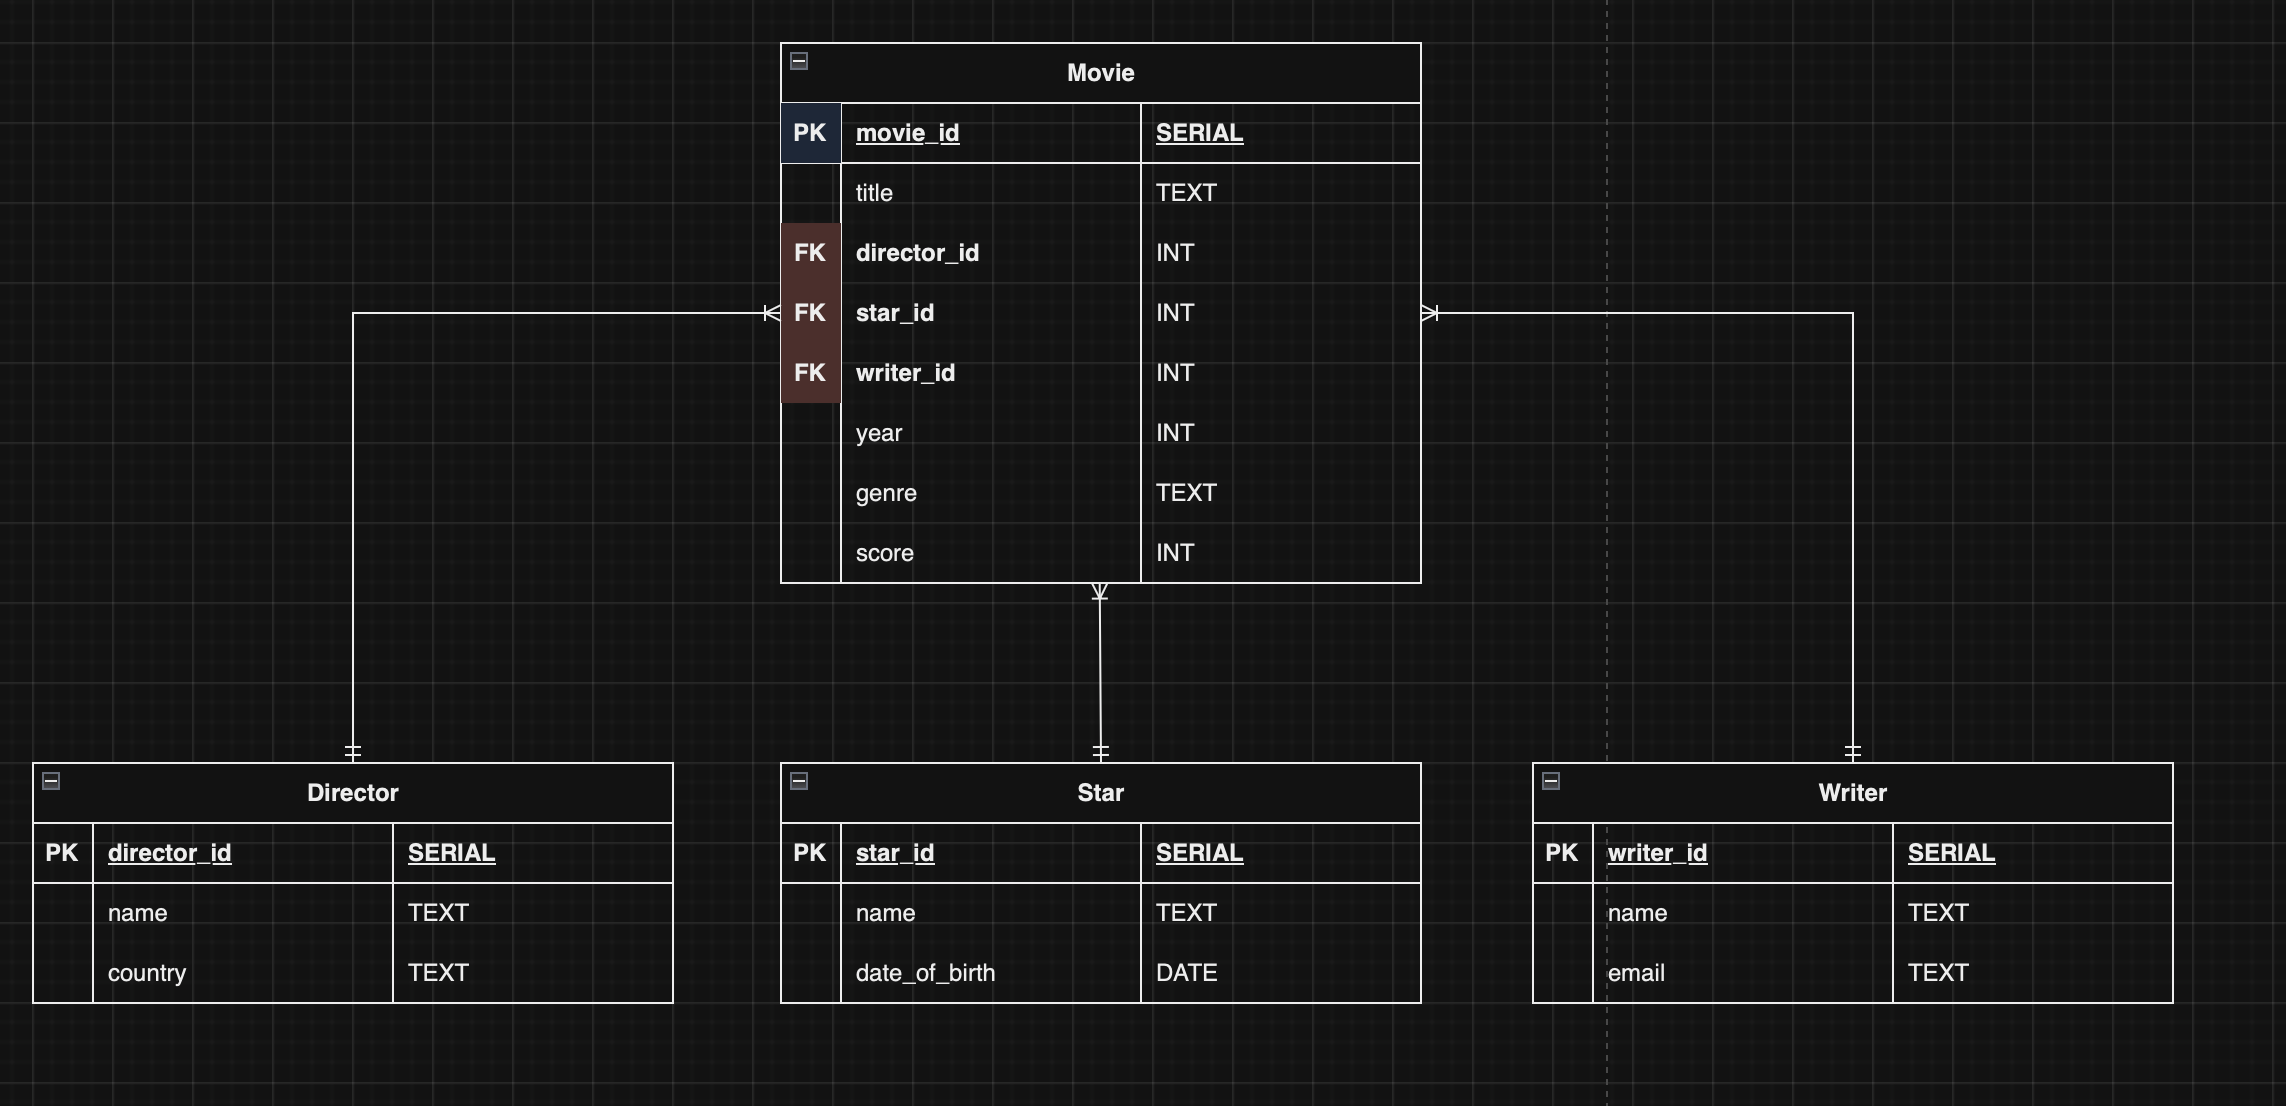 Movie
PK movie_id SERIAL
title TEXT
FK director_id INT
FK star_id INT
FK writer_id INT
year INT
genre TEXT
score INT
Director
PK director_id SERIAL
name TEXT
country TEXT
Star
PK star_id SERIAL
name TEXT
date_of_birth DATE
Writer
PK writer_id SERIAL
name TEXT
email TEXT